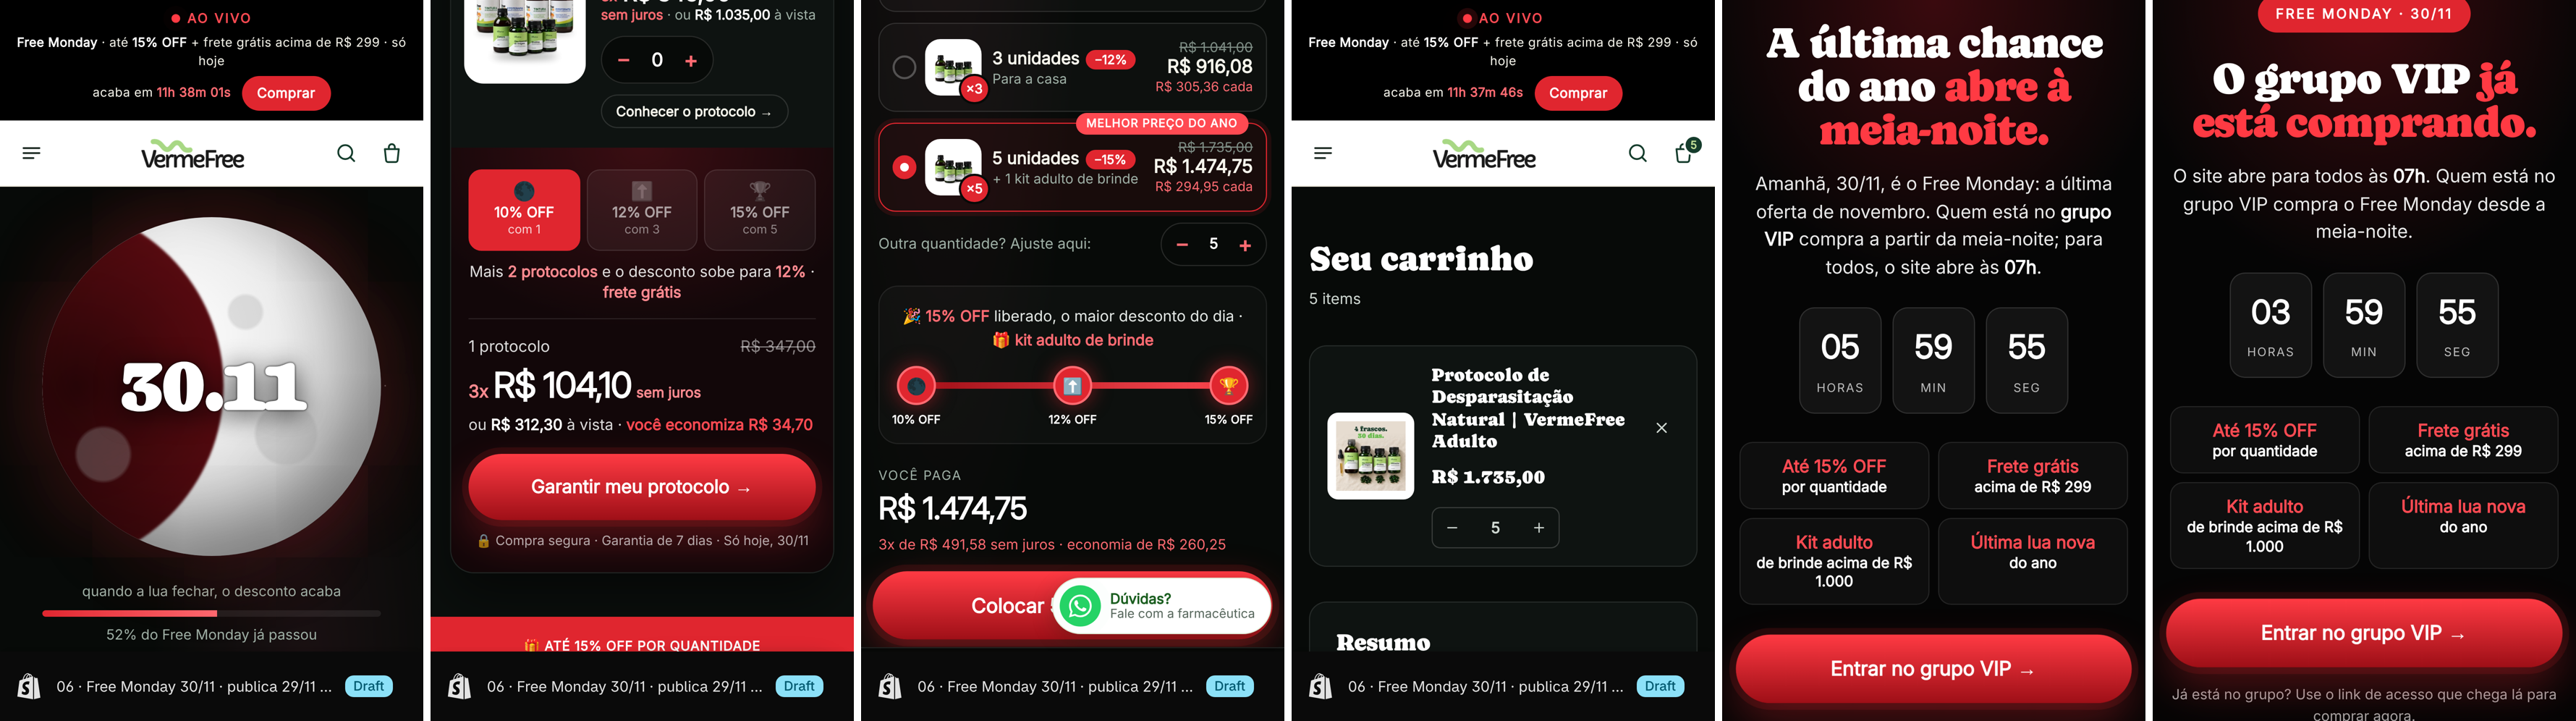 AO VIVO
Free Monday · até 15% OFF + frete grátis acima de R$ 299 · só
hoje
acaba em 11h 38m 01s Comprar
VermeFree
30.11
quando a lua fechar, o desconto acaba
52% do Free Monday já passou
06 · Free Monday 30/11 · publica 29/11 ... Draft
sem juros · ou R$ 1.035,00 à vista
− 0 +
Conhecer o protocolo →
10% OFF
com 1
12% OFF
com 3
15% OFF
com 5
Mais 2 protocolos e o desconto sobe para 12% ·
frete grátis
1 protocolo R$ 347,00
3x R$ 104,10 sem juros
ou R$ 312,30 à vista · você economiza R$ 34,70
Garantir meu protocolo →
Compra segura · Garantia de 7 dias · Só hoje, 30/11
ATÉ 15% OFF POR QUANTIDADE
06 · Free Monday 30/11 · publica 29/11 ... Draft
3 unidades −12% R$ 1.041,00
Para a casa R$ 916,08
×3 R$ 305,36 cada
MELHOR PREÇO DO ANO
5 unidades −15% R$ 1.735,00
+ 1 kit adulto de brinde R$ 1.474,75
×5 R$ 294,95 cada
Outra quantidade? Ajuste aqui: − 5 +
15% OFF liberado, o maior desconto do dia ·
kit adulto de brinde
10% OFF 12% OFF 15% OFF
VOCÊ PAGA
R$ 1.474,75
3x de R$ 491,58 sem juros · economia de R$ 260,25
Colocar
Dúvidas?
Fale com a farmacêutica
06 · Free Monday 30/11 · publica 29/11 ... Draft
AO VIVO
Free Monday · até 15% OFF + frete grátis acima de R$ 299 · só
hoje
acaba em 11h 37m 46s Comprar
VermeFree 5
Seu carrinho
5 items
4 frascos.
30 dias.
Protocolo de
Desparasitação
Natural | VermeFree
Adulto
R$ 1.735,00
− 5 +
Resumo
06 · Free Monday 30/11 · publica 29/11 ... Draft
A última chance
do ano abre à
meia-noite.
Amanhã, 30/11, é o Free Monday: a última
oferta de novembro. Quem está no grupo
VIP compra a partir da meia-noite; para
todos, o site abre às 07h.
05 59 55
HORAS MIN SEG
Até 15% OFF
por quantidade
Frete grátis
acima de R$ 299
Kit adulto
de brinde acima de R$
1.000
Última lua nova
do ano
Entrar no grupo VIP →
FREE MONDAY · 30/11
O grupo VIP já
está comprando.
O site abre para todos às 07h. Quem está no
grupo VIP compra o Free Monday desde a
meia-noite.
03 59 55
HORAS MIN SEG
Até 15% OFF
por quantidade
Frete grátis
acima de R$ 299
Kit adulto
de brinde acima de R$
1.000
Última lua nova
do ano
Entrar no grupo VIP →
Já está no grupo? Use o link de acesso que chega lá para
comprar agora.